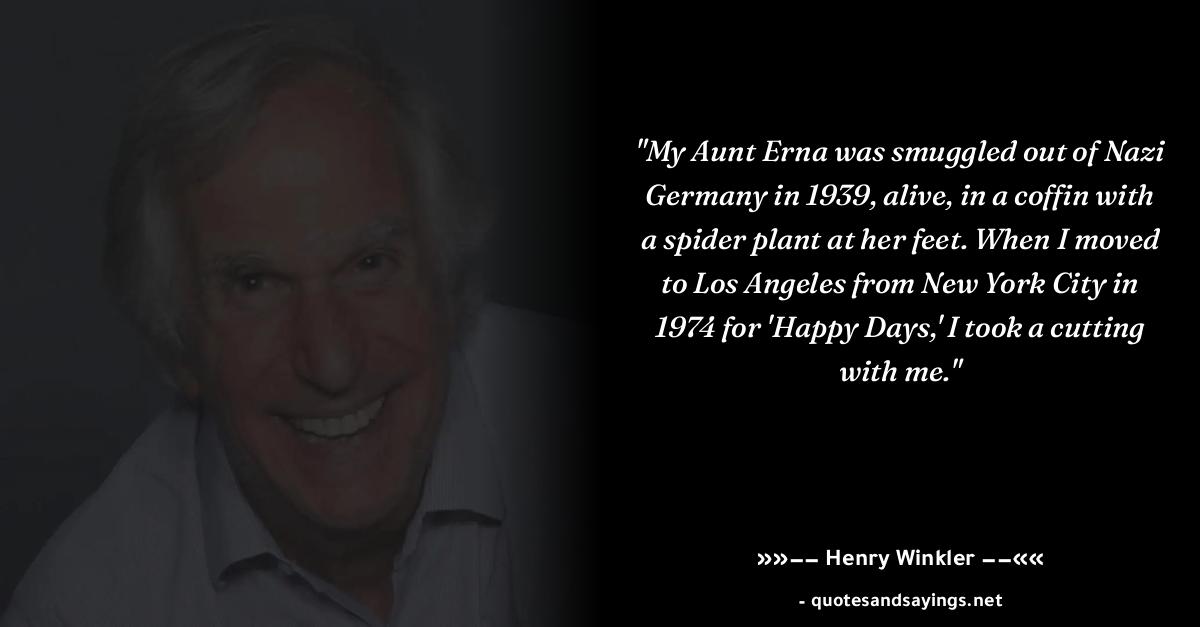 "My Aunt Erna was smuggled out of Nazi
Germany in 1939, alive, in a coffin with
a spider plant at her feet. When I moved
to Los Angeles from New York City in
1974 for 'Happy Days,' I took a cutting
with me."
»»–– Henry Winkler ––««
- quotesandsayings.net